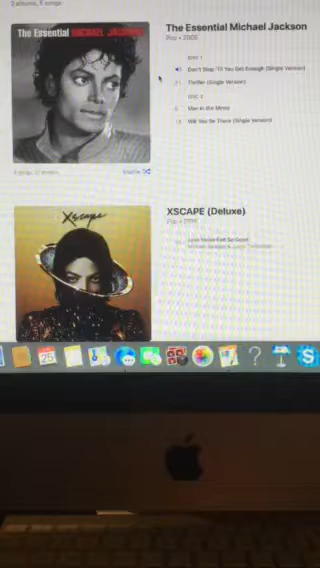 2 albums, 5 songs
The Essential MICHAEL JACKSON
The Essential Michael Jackson
Pop • 2005
DISC 1
Don't Stop 'Til You Get Enough (Single Version)
Thriller (Single Version)
DISC 2
Man in the Mirror
Will You Be There (Single Version)
Shuffle
Xscape
XSCAPE (Deluxe)
Pop •
Love Never Felt So Good
Michael Jackson & Justin Timberlake
25